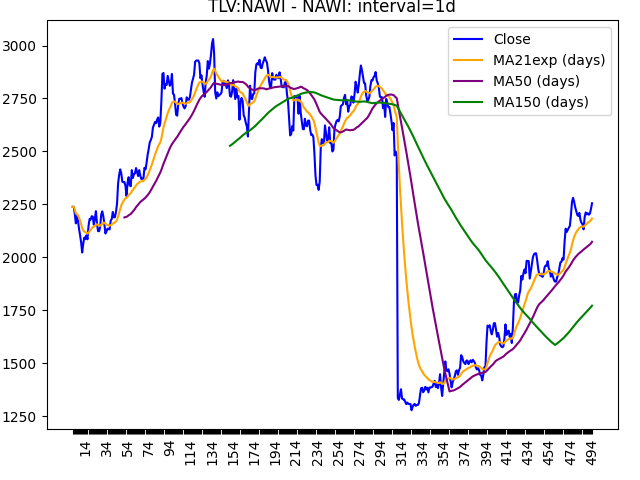 TLV:NAWI - NAWI: interval=1d
Close
MA21exp (days)
MA50 (days)
MA150 (days)
3000
2750
2500
2250
2000
1750
1500
1250
14 34 54 74 94 114 134 154 174 194 214 234 254 274 294 314 334 354 374 394 414 434 454 474 494